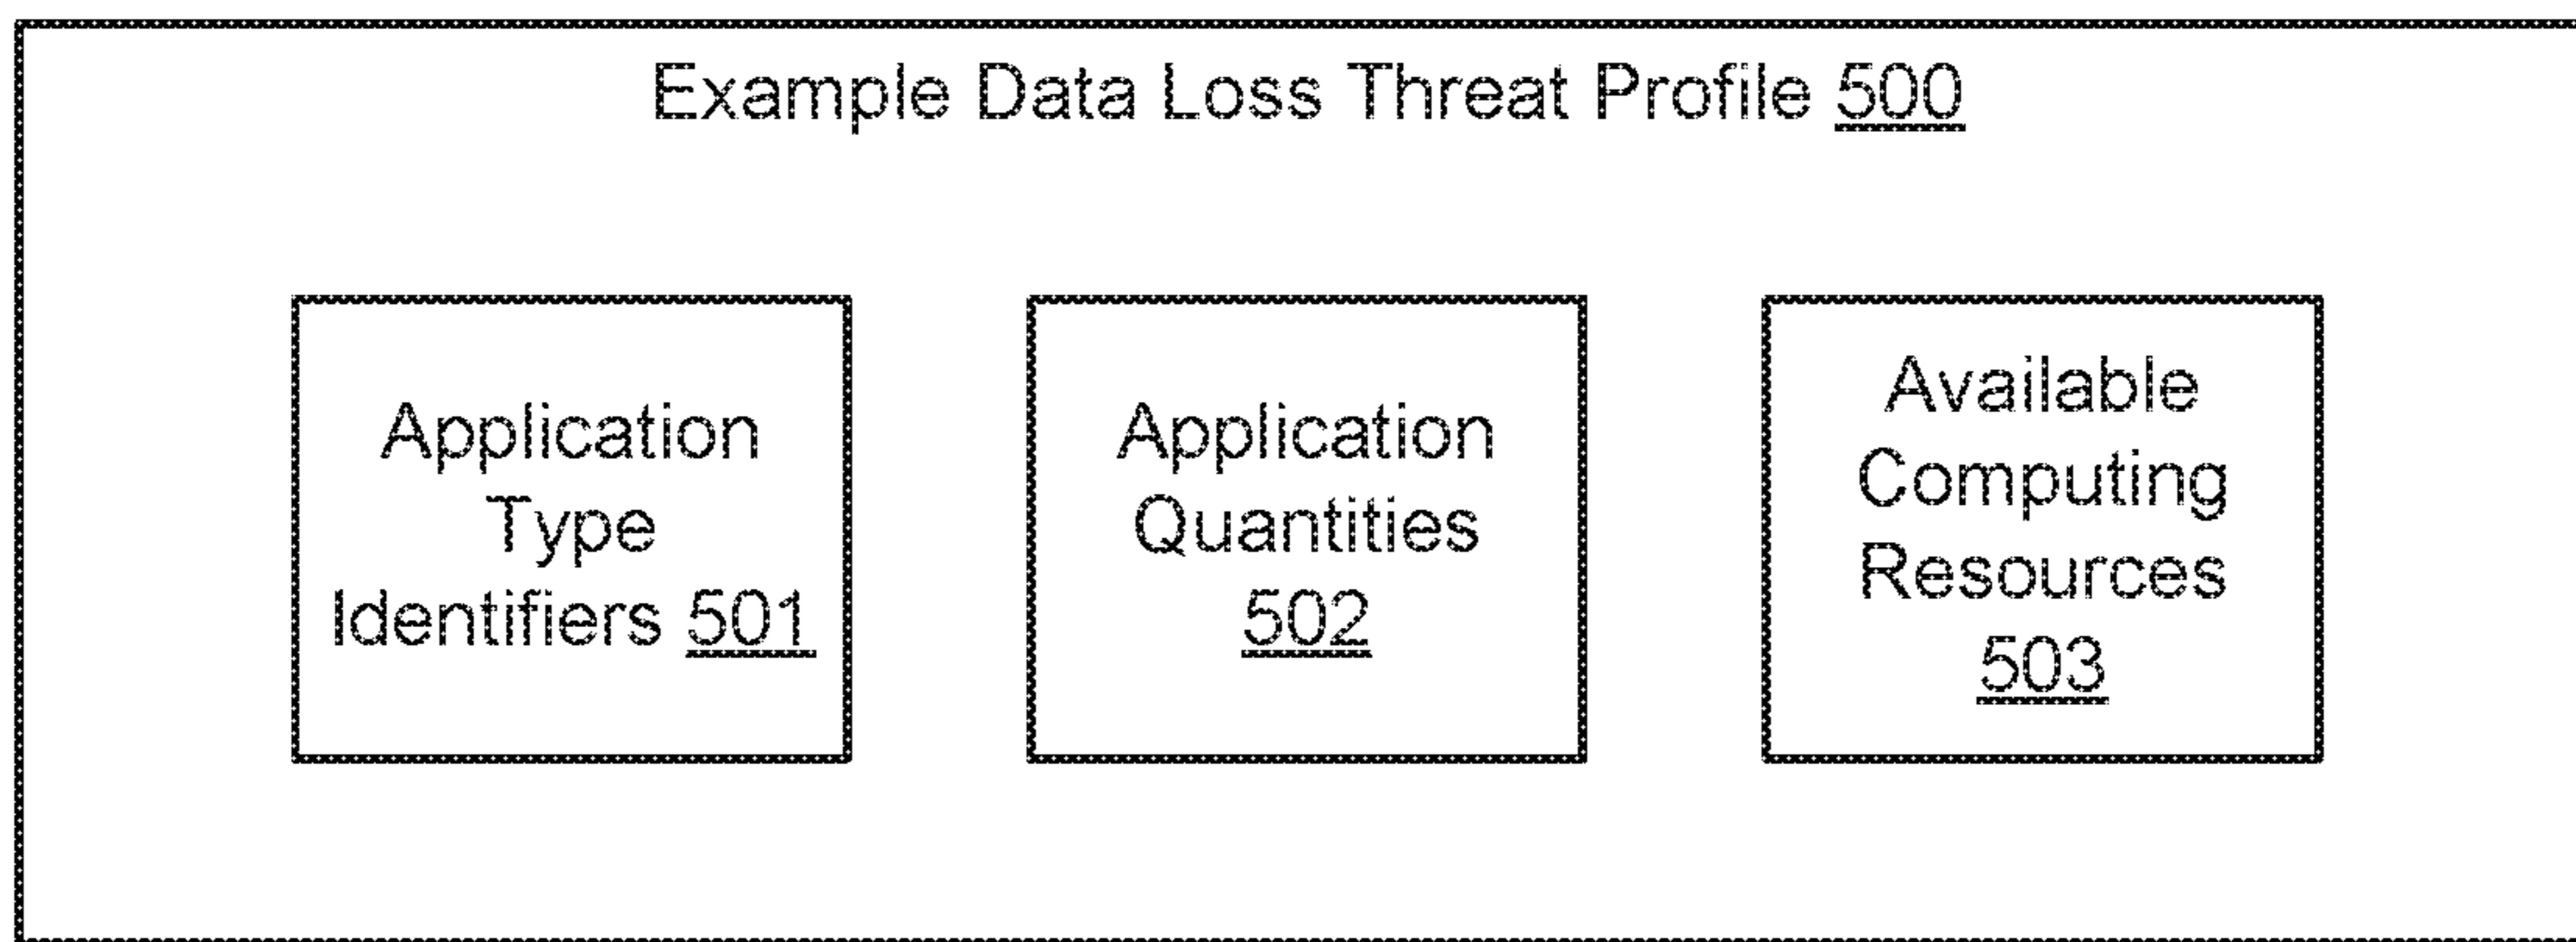 Example Data Loss Threat Profile 500
Application
Type
Identifiers 501
Application
Quantities
502
Available
Computing
Resources
503